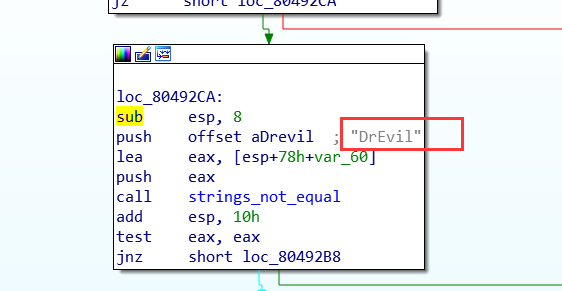 jz short loc_80492CA
loc_80492CA:
sub esp, 8
push offset aDrevil ; "DrEvil"
lea eax, [esp+78h+var_60]
push eax
call strings_not_equal
add esp, 10h
test eax, eax
jnz short loc_80492B8